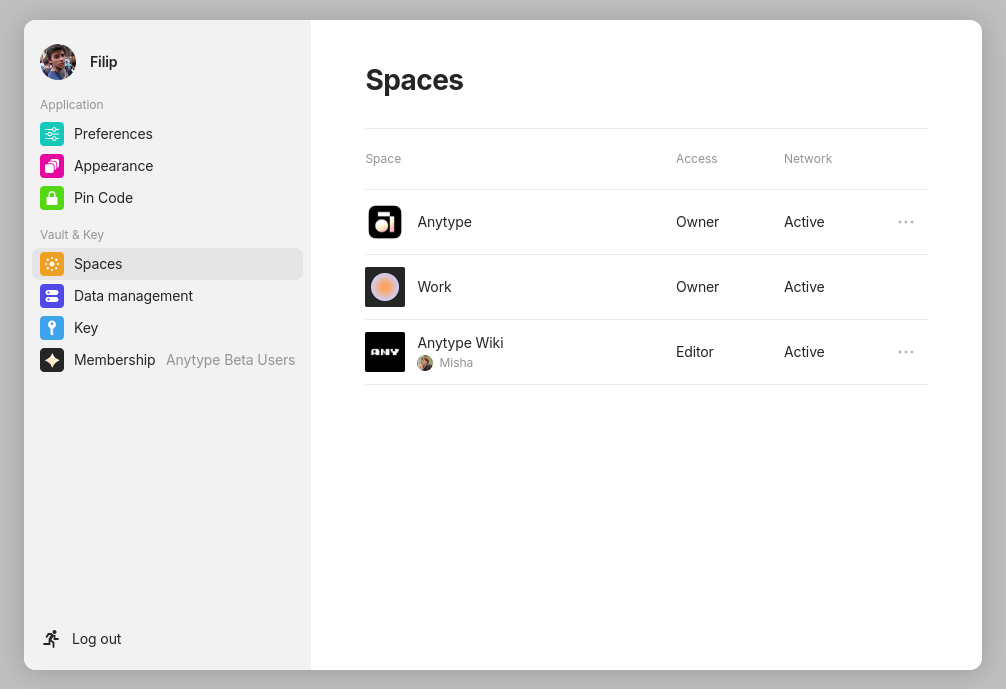 Filip
Application
Preferences
Appearance
Pin Code
Vault & Key
Spaces
Data management
Key
Membership Anytype Beta Users
Log out
Spaces
Space Access Network
Anytype Owner Active
Work Owner Active
ANY
Anytype Wiki Editor Active
Misha